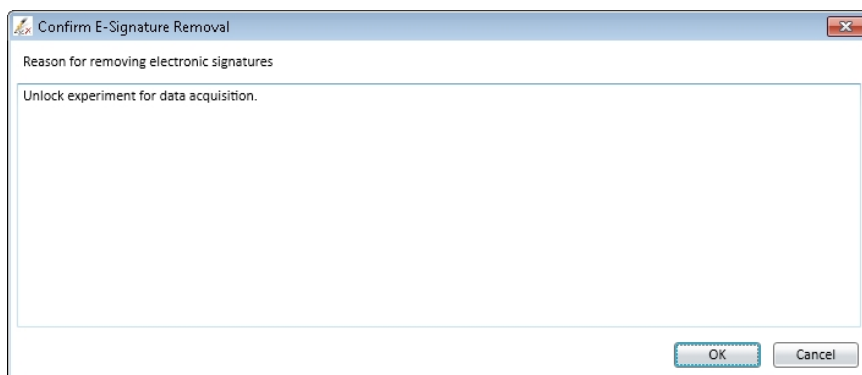 Confirm E-Signature Removal
Reason for removing electronic signatures
Unlock experiment for data acquisition.
OK Cancel